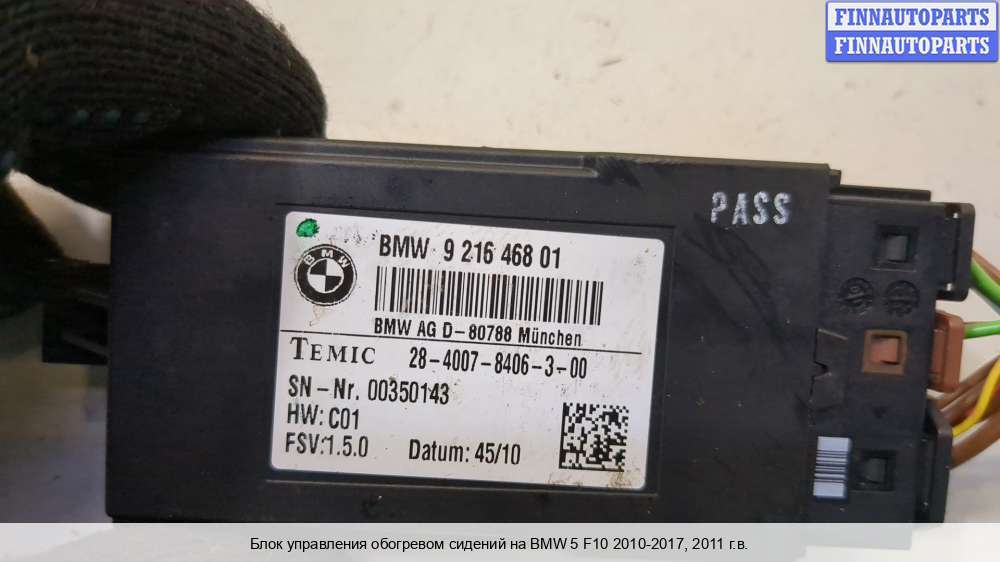 FINNAUTOPARTS
FINNAUTOPARTS
PASS
BMW 9 216 468 01
BMW
BMW AG D-80788 München
TEMIC 28-4007-8406-3-00
SN-Nr. 00350143
HW: C01
FSV:1.5.0 Datum: 45/10
Блок управления обогревом сидений на BMW 5 F10 2010-2017, 2011 г.в.